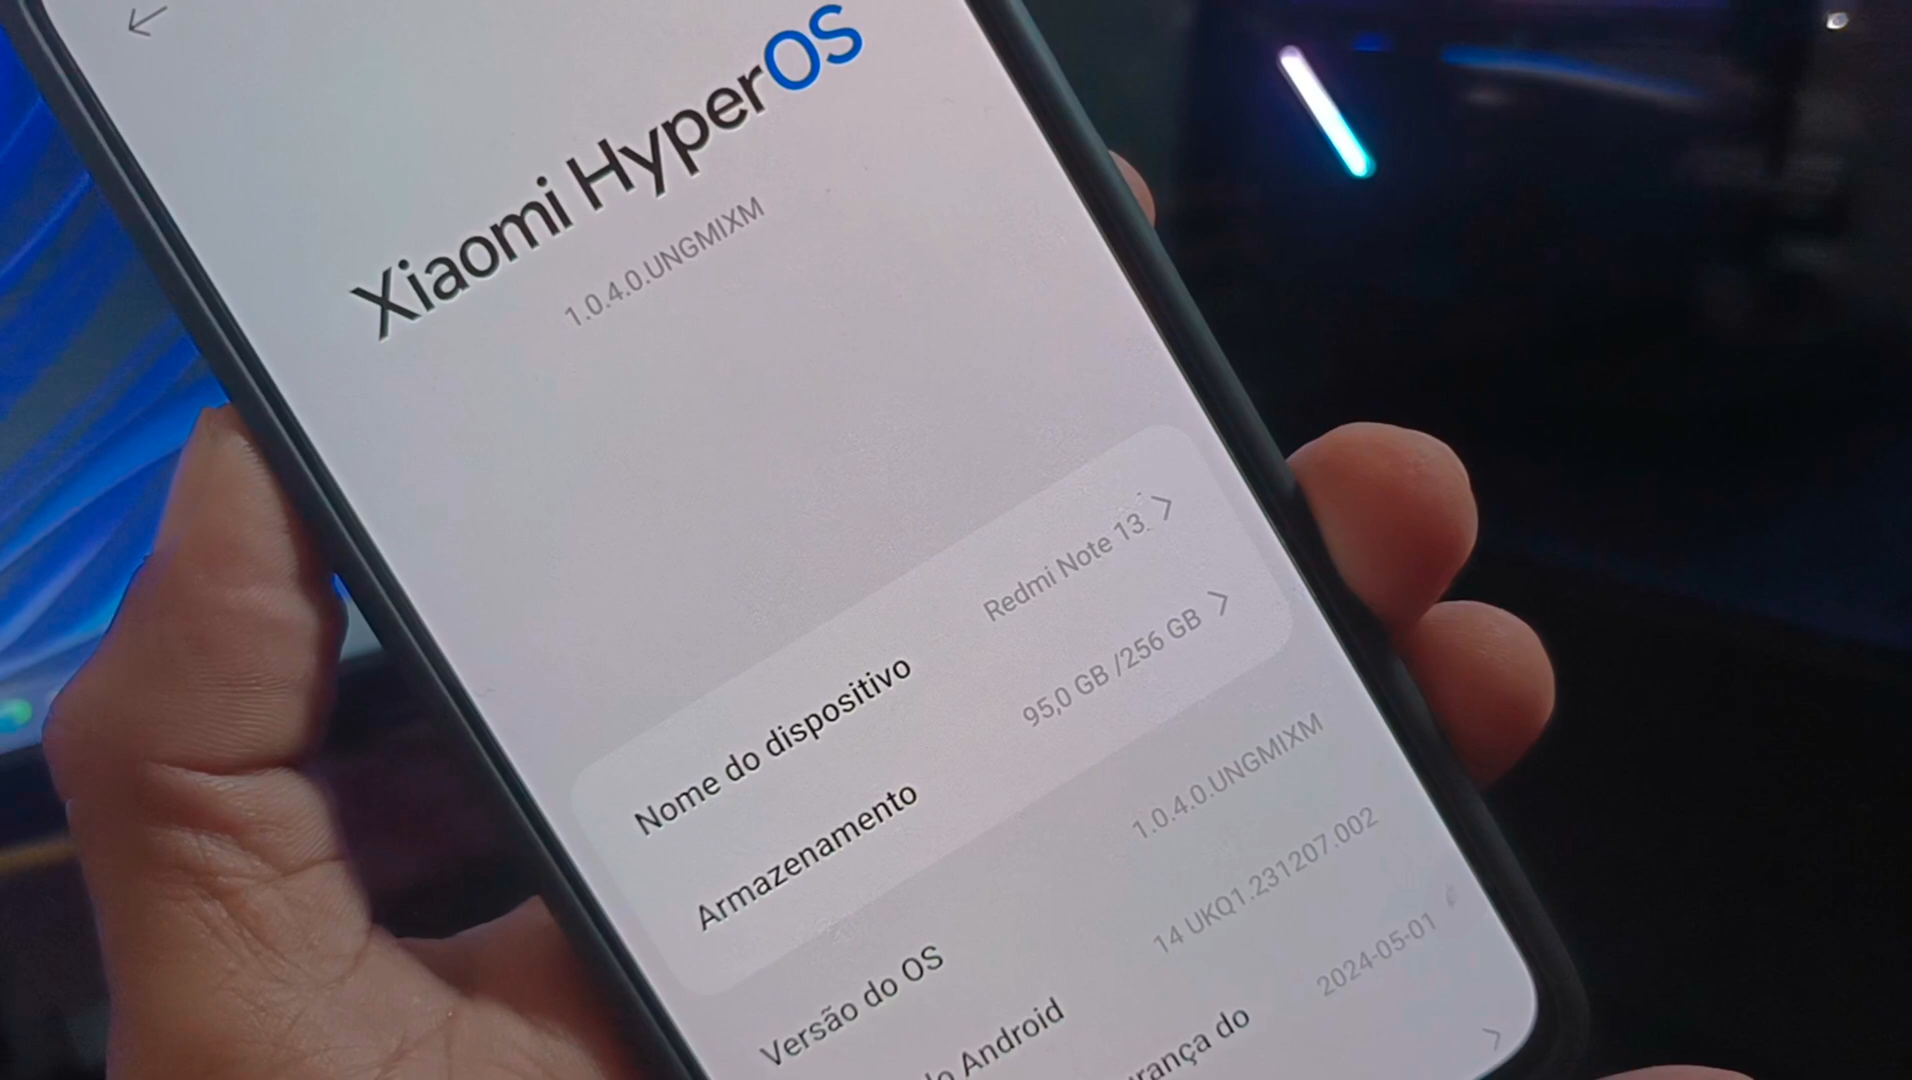 Xiaomi HyperOS
1.0.4.0.UNGMIXM
Nome do dispositivo Redmi Note 13
Armazenamento 95,0 GB /256 GB
Versão do OS 1.0.4.0.UNGMIXM
do Android 14 UKQ1.231207.002
rança do 2024-05-01